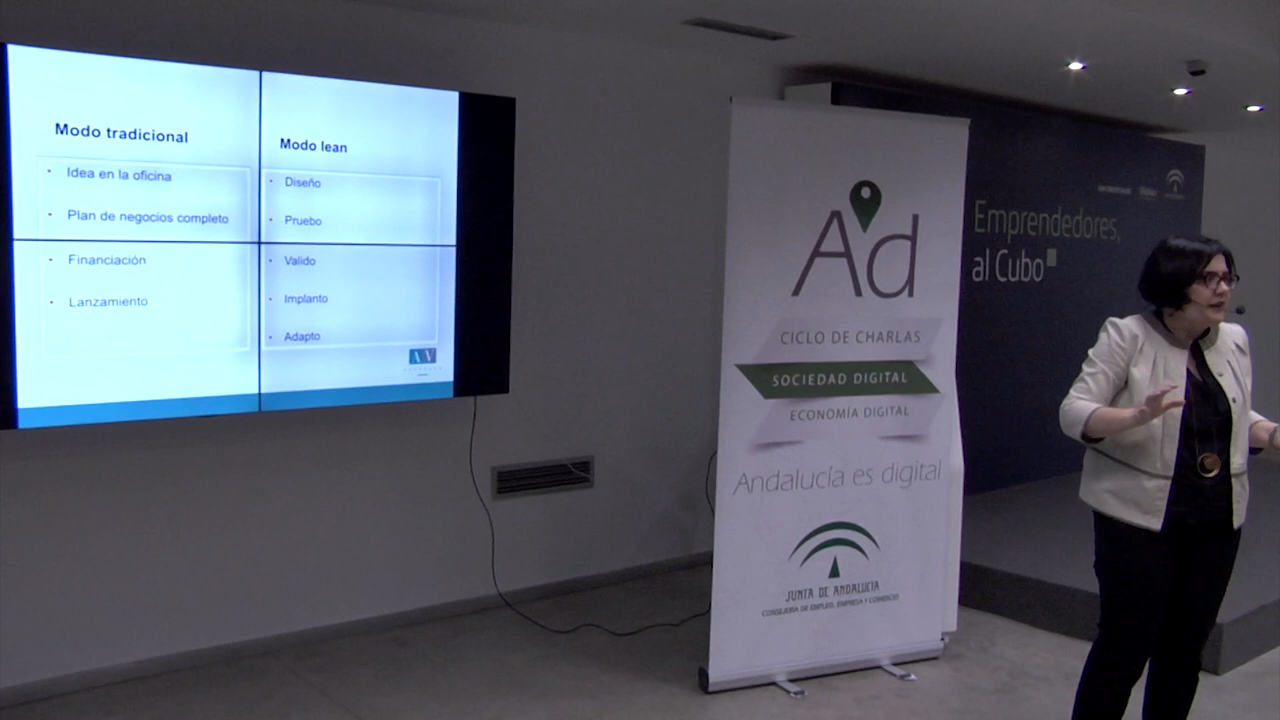 Modo tradicional
• Idea en la oficina
• Plan de negocios completo
• Financiación
• Lanzamiento
Modo lean
• Diseño
• Pruebo
• Valido
• Implanto
• Adapto
AV
A'd
CICLO DE CHARLAS
SOCIEDAD DIGITAL
ECONOMÍA DIGITAL
Andalucía es digital
JUNTA DE ANDALUCIA
CONSEJERÍA DE EMPLEO, EMPRESA Y COMERCIO
Emprendedores,
al Cubo